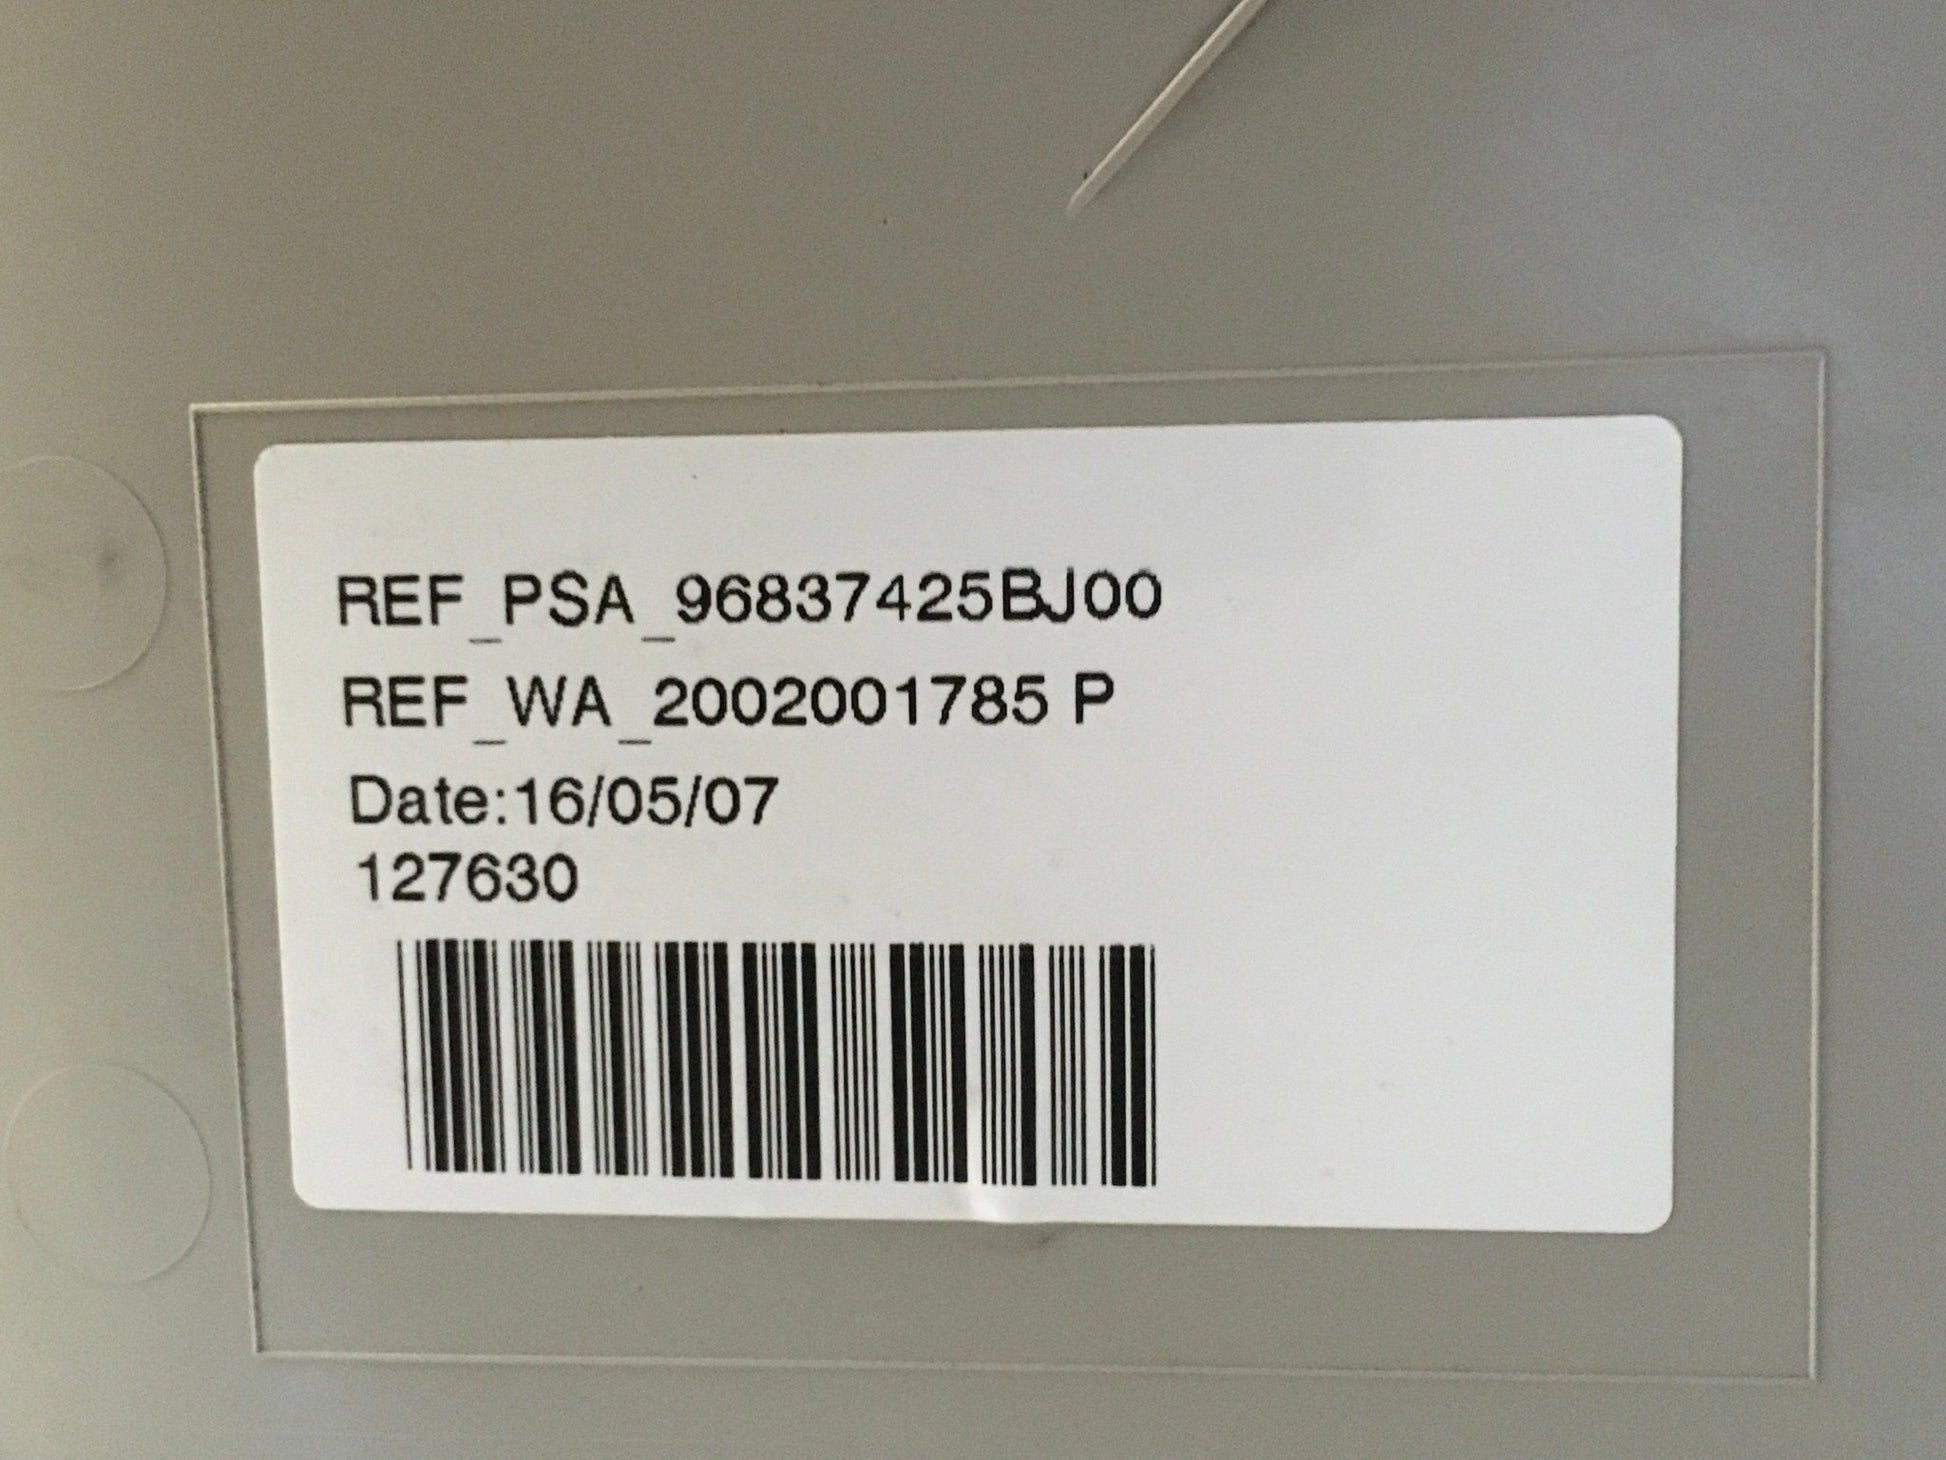 REF_PSA_96837425BJ00
REF_WA_2002001785 P
Date:16/05/07
127630